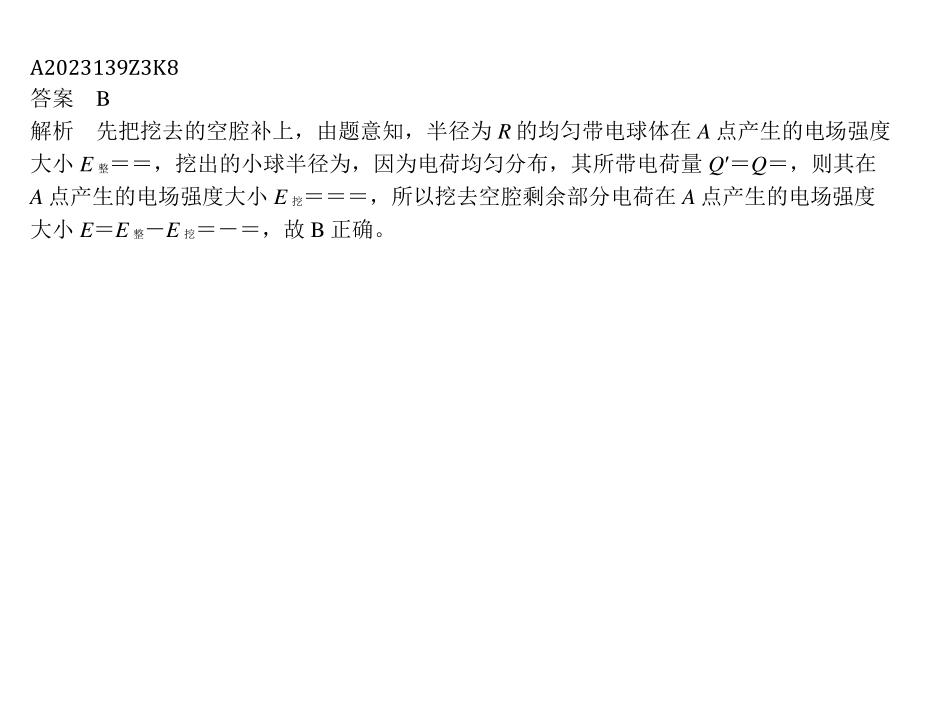 A2023139Z3K8
答案　B
解析　先把挖去的空腔补上，由题意知，半径为 R 的均匀带电球体在 A 点产生的电场强度
大小 E 整＝＝，挖出的小球半径为，因为电荷均匀分布，其所带电荷量 Q′＝Q＝，则其在
A 点产生的电场强度大小 E 挖＝＝＝，所以挖去空腔剩余部分电荷在 A 点产生的电场强度
大小 E＝E 整－E 挖＝－＝，故 B 正确。